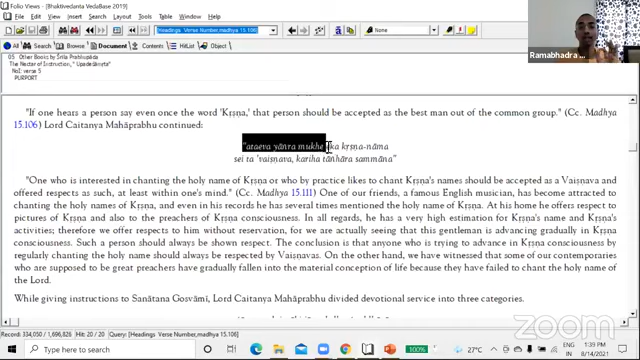 Folio Views - [Bhaktivedanta VedaBase 2019]
File Edit View Search Layout Tools Window Help
[Headings Verse Number,madhya 15.106]
All Browse Search Document Contents Hit List Object
05 Other Books by Śrīla Prabhupāda
The Nectar of Instruction, "Upadeśāmṛta"
NoI: verse 5
PURPORT
"If one hears a person say even once the word 'Kṛṣṇa,' that person should be accepted as the best man out of the common group." (Cc. Madhya
15.106) Lord Caitanya Mahāprabhu continued:
"ataeva yāṅra mukhe eka kṛṣṇa-nāma
sei ta 'vaiṣṇava, kariha tāṅhāra sammāna"
"One who is interested in chanting the holy name of Kṛṣṇa or who by practice likes to chant Kṛṣṇa's names should be accepted as a Vaiṣṇava and
offered respects as such, at least within one's mind." (Cc. Madhya 15.111) One of our friends, a famous English musician, has become attracted to
chanting the holy names of Kṛṣṇa, and even in his records he has several times mentioned the holy name of Kṛṣṇa. At his home he offers respect to
pictures of Kṛṣṇa and also to the preachers of Kṛṣṇa consciousness. In all regards, he has a very high estimation for Kṛṣṇa's name and Kṛṣṇa's
activities; therefore we offer respects to him without reservation, for we are actually seeing that this gentleman is advancing gradually in Kṛṣṇa
consciousness. Such a person should always be shown respect. The conclusion is that anyone who is trying to advance in Kṛṣṇa consciousness by
regularly chanting the holy name should always be respected by Vaiṣṇavas. On the other hand, we have witnessed that some of our contemporaries
who are supposed to be great preachers have gradually fallen into the material conception of life because they have failed to chant the holy name of
the Lord.
While giving instructions to Sanātana Gosvāmī, Lord Caitanya Mahāprabhu divided devotional service into three categories.
Record: 334,050 / 1,696,828 Hit: 20 / 20 Query: [Headings Verse Number,madhya 15.106]
Type here to search
100%
27°C
ENG
1:39 PM
8/14/2021
Ramabhadra
zoom